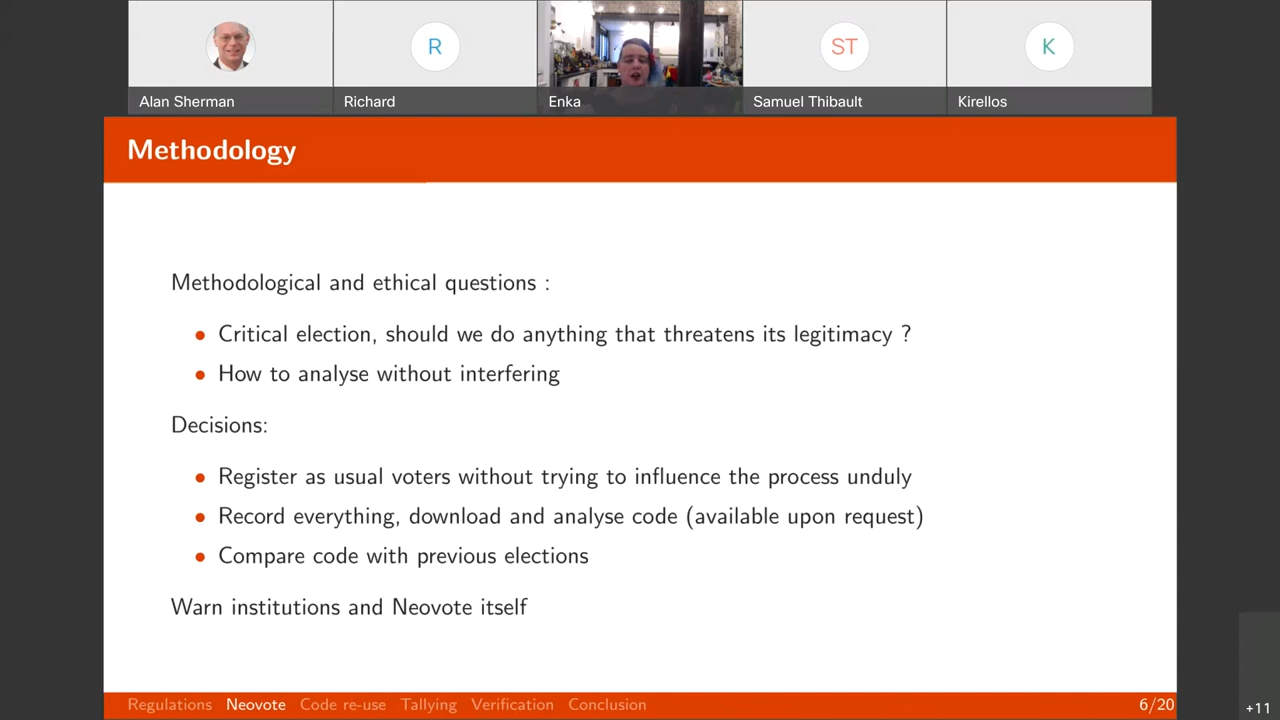 R
ST
K
Alan Sherman
Richard
Enka
Samuel Thibault
Kirellos
Methodology
Methodological and ethical questions :
Critical election, should we do anything that threatens its legitimacy ?
How to analyse without interfering
Decisions:
Register as usual voters without trying to influence the process unduly
Record everything, download and analyse code (available upon request)
Compare code with previous elections
Warn institutions and Neovote itself
Regulations Neovote Code re-use Tallying Verification Conclusion 6/20
+11